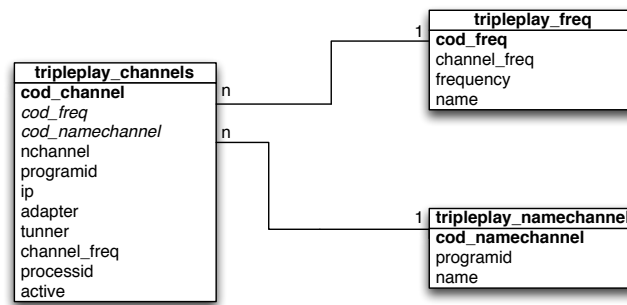 tripleplay_freq
1
cod_freq
channel_freq
frequency
name
tripleplay_channels
cod_channel
n
cod_freq
cod_namechannel
n
nchannel
programid
ip
adapter
tunner
channel_freq
processid
active
1
tripleplay_namechannel
cod_namechannel
programid
name